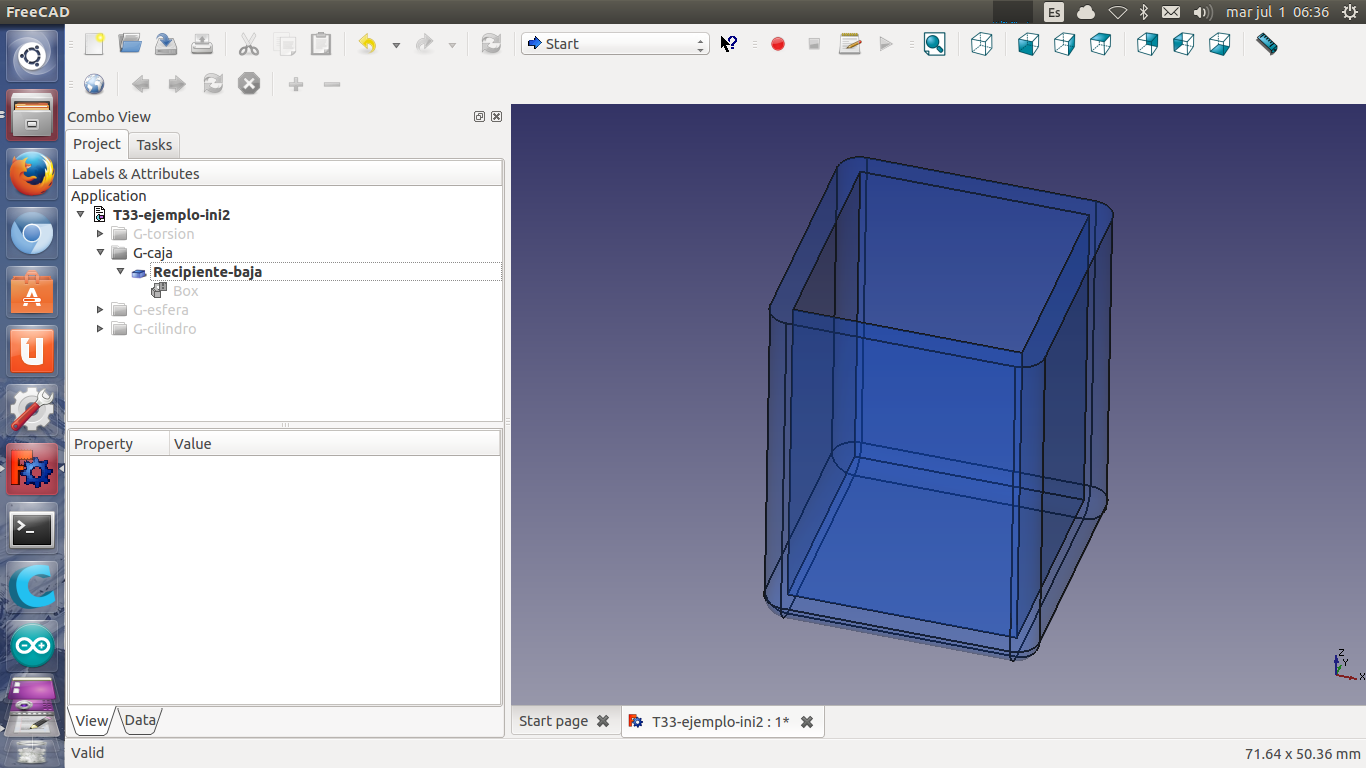 FreeCAD
Es
mar jul 1 06:36
Start
Combo View
Project
Tasks
Labels & Attributes
Application
T33-ejemplo-ini2
G-torsion
G-caja
Recipiente-baja
Box
G-esfera
G-cilindro
Property
Value
Z
Y
X
View
Data
Start page
T33-ejemplo-ini2 : 1*
Valid
71.64 x 50.36 mm